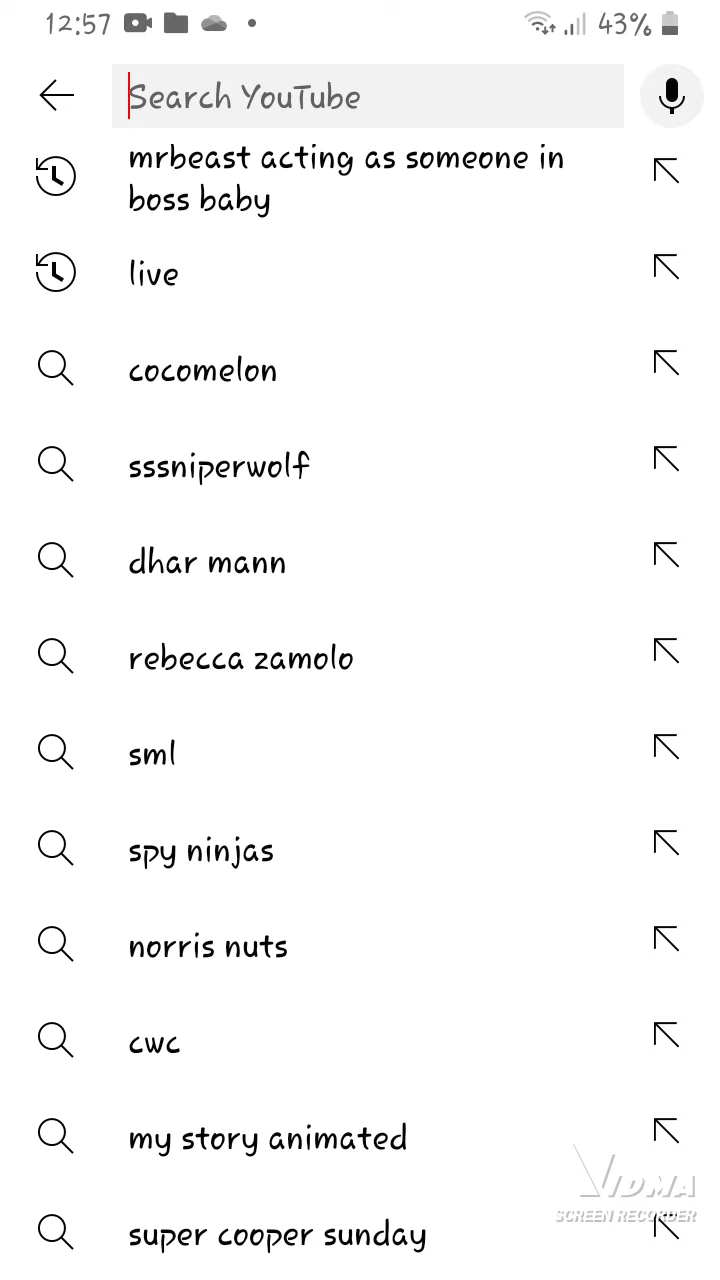 12:57 43%
Search YouTube
mrbeast acting as someone in
boss baby
live
cocomelon
sssniperwolf
dhar mann
rebecca zamolo
sml
spy ninjas
norris nuts
cwc
my story animated
super cooper sunday
VIDMA
SCREEN RECORDER